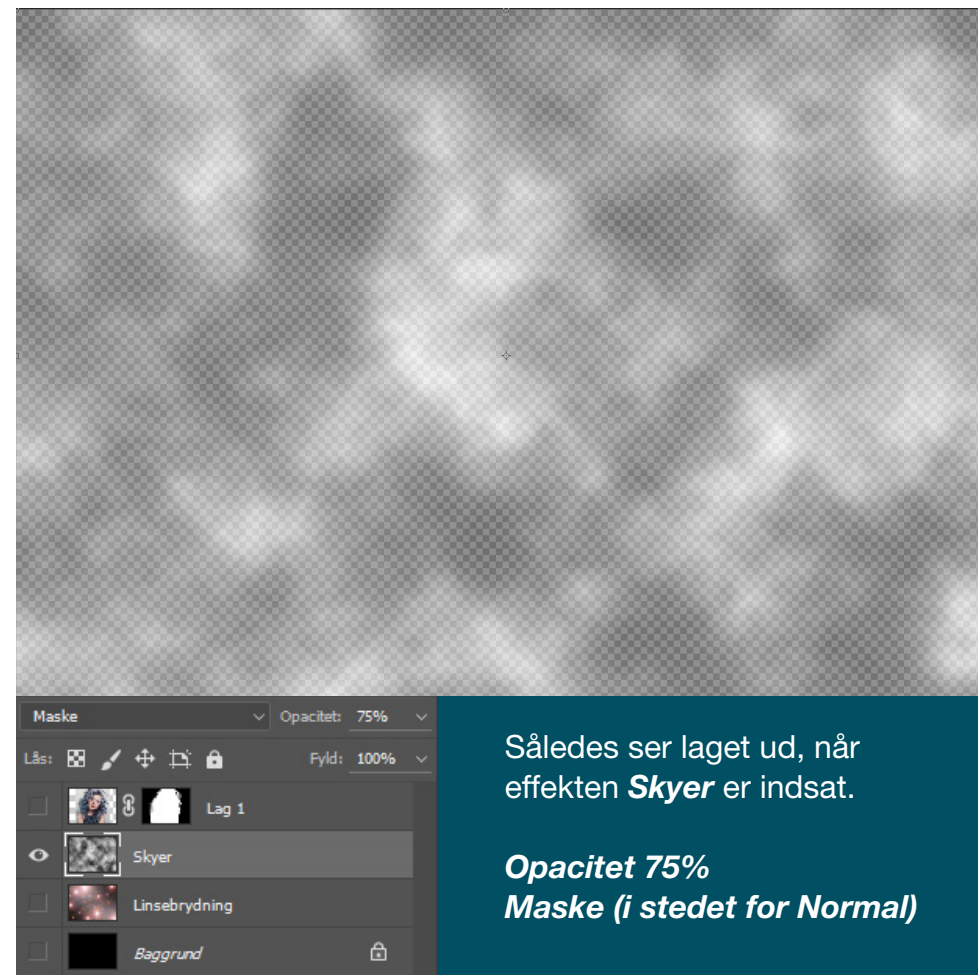 Maske Opacitet: 75%
Lås: Fyld: 100%
Lag 1
Skyer
Linsebrydning
Baggrund
Således ser laget ud, når
effekten Skyer er indsat.
Opacitet 75%
Maske (i stedet for Normal)